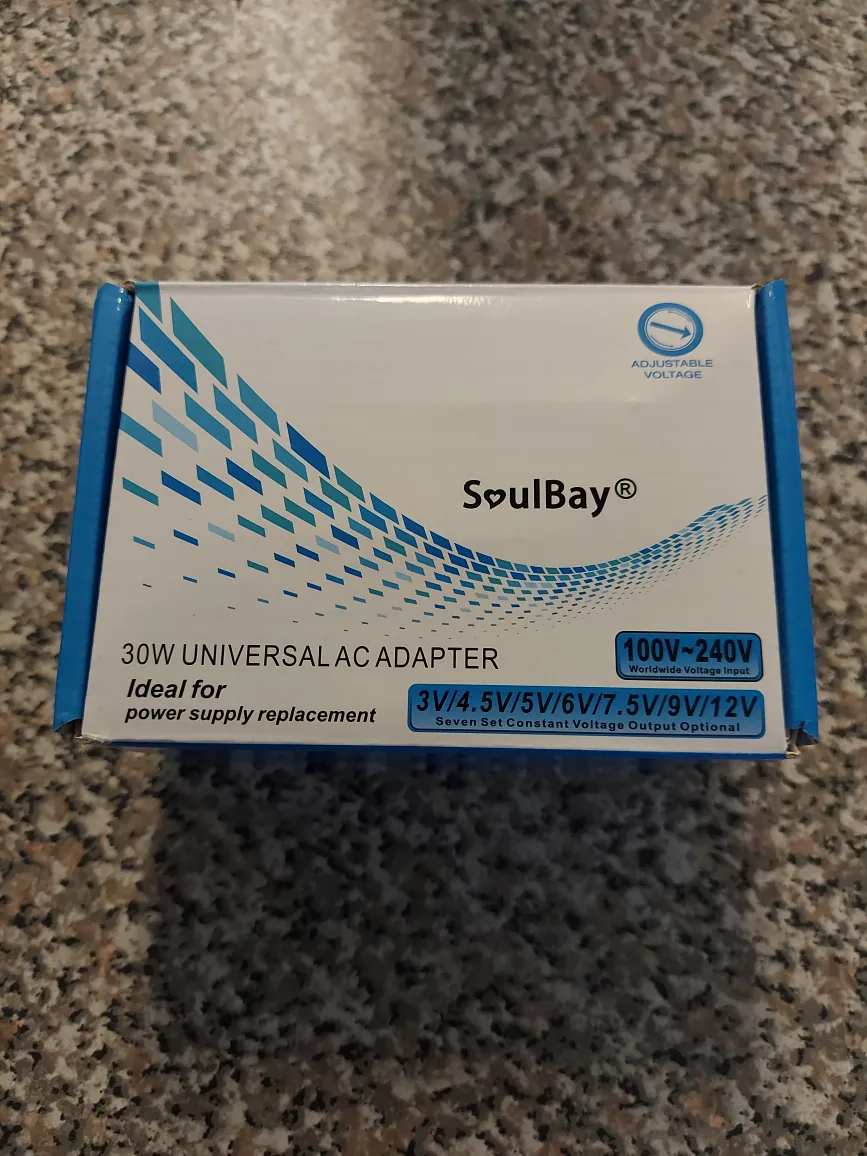 ADJUSTABLE
VOLTAGE
SoulBay®
30W UNIVERSAL AC ADAPTER
Ideal for
power supply replacement
100V~240V
Worldwide Voltage Input
3V/4.5V/5V/6V/7.5V/9V/12V
Seven Set Constant Voltage Output Optional